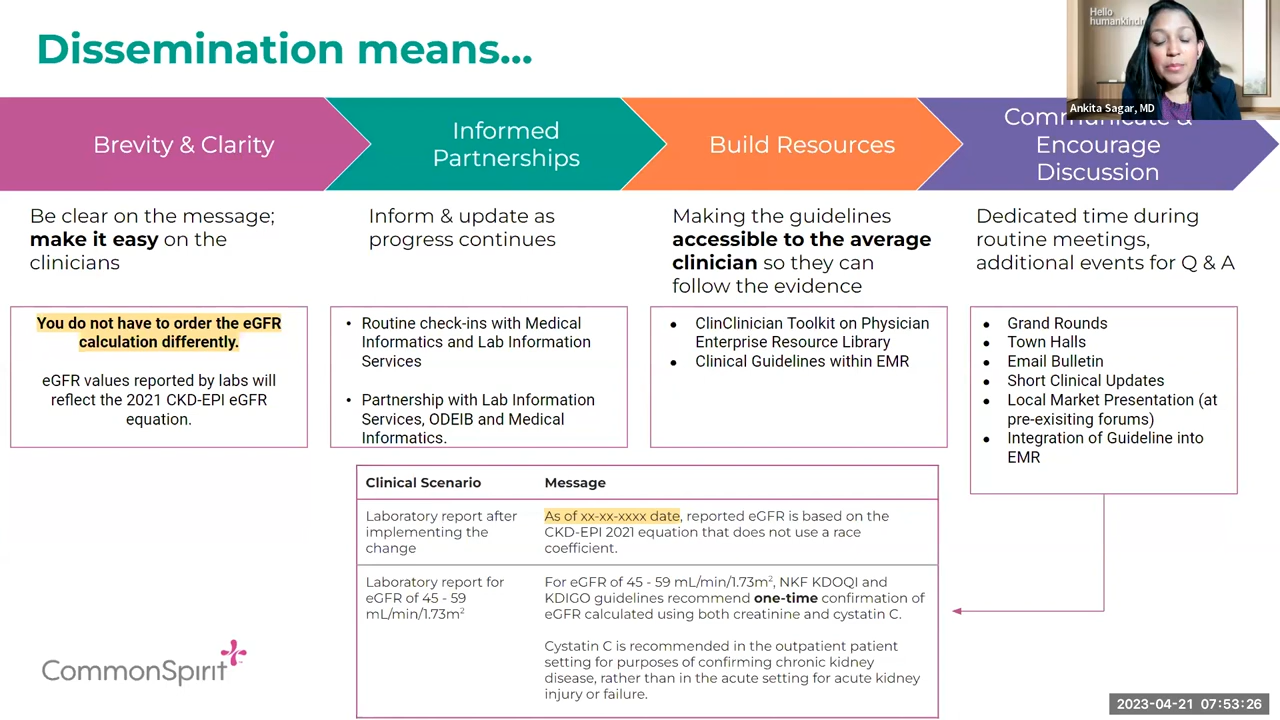 Dissemination means...
Hello
Ankita Sagar, MD
Brevity & Clarity
Informed
Partnerships
Build Resources
Communicate &
Encourage
Discussion
Be clear on the message;
make it easy on the
clinicians
Inform & update as
progress continues
Making the guidelines
accessible to the average
clinician so they can
follow the evidence
Dedicated time during
routine meetings,
additional events for Q & A
You do not have to order the eGFR
calculation differently.
eGFR values reported by labs will
reflect the 2021 CKD-EPI eGFR
equation.
• Routine check-ins with Medical
Informatics and Lab Information
Services
• Partnership with Lab Information
Services, ODEIB and Medical
Informatics.
● ClinClinician Toolkit on Physician
Enterprise Resource Library
● Clinical Guidelines within EMR
● Grand Rounds
● Town Halls
● Email Bulletin
● Short Clinical Updates
● Local Market Presentation (at
pre-exisiting forums)
● Integration of Guideline into
EMR
Clinical Scenario Message
Laboratory report after
implementing the
change
As of xx-xx-xxxx date, reported eGFR is based on the
CKD-EPI 2021 equation that does not use a race
coefficient.
Laboratory report for
eGFR of 45 - 59
mL/min/1.73m²
For eGFR of 45 - 59 mL/min/1.73m², NKF KDOQI and
KDIGO guidelines recommend one-time confirmation of
eGFR calculated using both creatinine and cystatin C.
Cystatin C is recommended in the outpatient patient
setting for purposes of confirming chronic kidney
disease, rather than in the acute setting for acute kidney
injury or failure.
CommonSpirit
2023-04-21 07:53:26